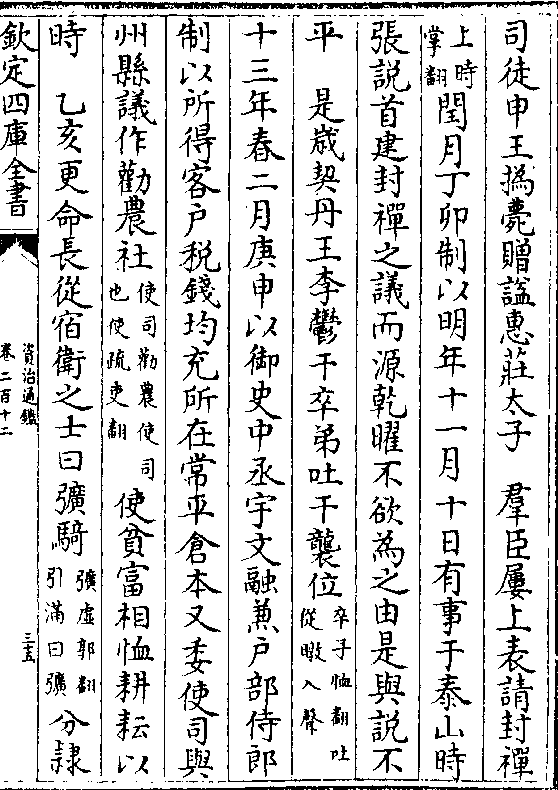 司徒申王撝薨贈諡惠莊太子　羣臣屢上表請封禪
上時掌翻閏月丁卯制以明年十一月十日有事于泰山時
張說首建封禪之議而源乾曜不欲為之由是與說不
平　是歲契丹王李鬱干卒弟吐干襲位卒子恤翻吐從暾入聲
十三年春二月庚申以御史中丞宇文融兼戶部侍郎
制以所得客戶稅錢均充所在常平倉本又委使司與
州縣議作勸農社使司勸農使司也使疏吏翻使貧富相恤耕耘以
時　乙亥更命長從宿衛之士曰彍騎彍虛郭翻引滿曰彍分隸
欽定四庫全書
資治通鑑
卷二百十二
三五